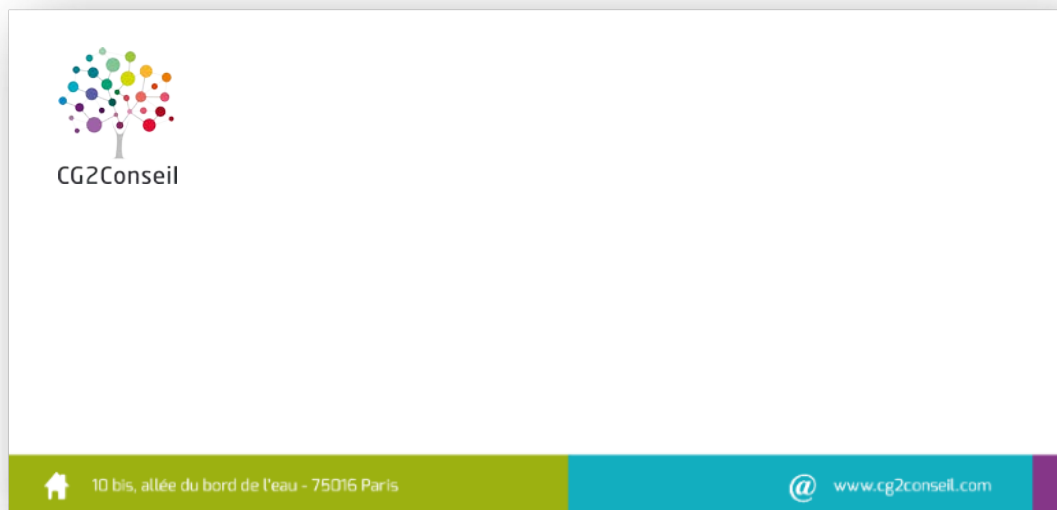 CG2Conseil
10 bis, allée du bord de l'eau - 75016 Paris
@ www.cg2conseil.com